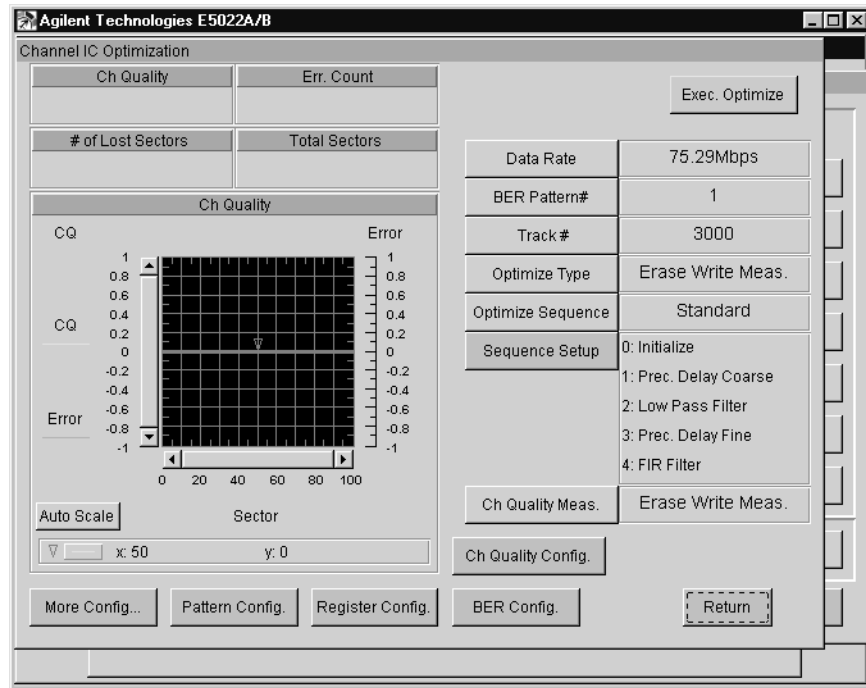 Agilent Technologies E5022A/B
Channel IC Optimization
Ch Quality
Err. Count
Exec. Optimize
# of Lost Sectors
Total Sectors
Data Rate
75.29Mbps
BER Pattern#
1
Track #
3000
Optimize Type
Erase Write Meas.
Optimize Sequence
Standard
Sequence Setup
0: Initialize
1: Prec. Delay Coarse
2: Low Pass Filter
3: Prec. Delay Fine
4: FIR Filter
Ch Quality Meas.
Erase Write Meas.
Ch Quality
CQ
Error
1
0.8
0.6
0.4
0.2
0
-0.2
-0.4
-0.6
-0.8
-1
CQ
Error
1
0.8
0.6
0.4
0.2
0
-0.2
-0.4
-0.6
-0.8
-1
0 20 40 60 80 100
Auto Scale
Sector
x: 50
y: 0
Ch Quality Config.
More Config...
Pattern Config.
Register Config.
BER Config.
Return